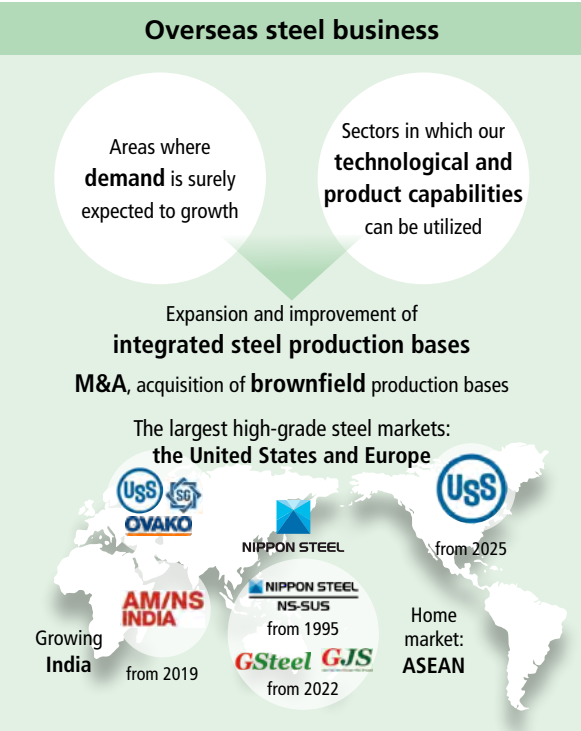 Overseas steel business
Areas where
demand is surely
expected to growth
Sectors in which our
technological and
product capabilities
can be utilized
Expansion and improvement of
integrated steel production bases
M&A, acquisition of brownfield production bases
The largest high-grade steel markets:
the United States and Europe
USS
SG
OVAKO
NIPPON STEEL
USS
from 2025
AM/NS
INDIA
Growing
India
from 2019
NIPPON STEEL
NS-SUS
from 1995
GSteel GJS
from 2022
Home
market:
ASEAN